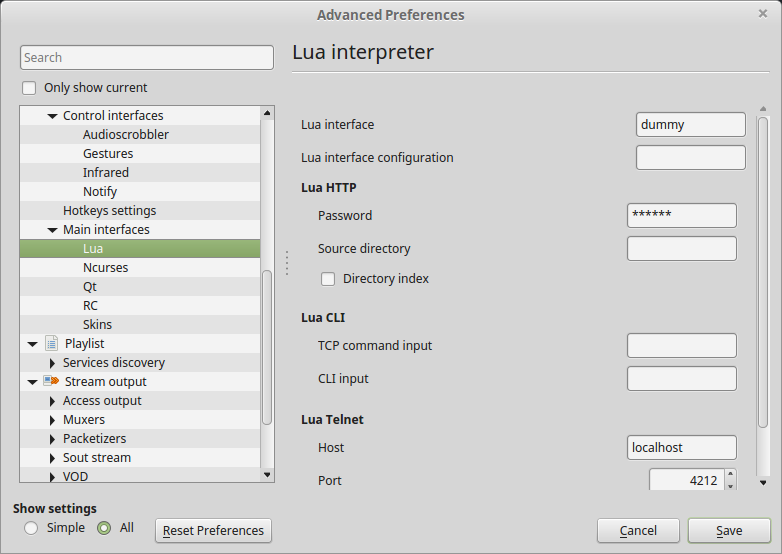 Advanced Preferences
Search
Only show current
Control interfaces
Audioscrobbler
Gestures
Infrared
Notify
Hotkeys settings
Main interfaces
Lua
Ncurses
Qt
RC
Skins
Playlist
Services discovery
Stream output
Access output
Muxers
Packetizers
Sout stream
VOD
Show settings
Simple
All
Reset Preferences
Lua interpreter
Lua interface dummy
Lua interface configuration
Lua HTTP
Password ******
Source directory
Directory index
Lua CLI
TCP command input
CLI input
Lua Telnet
Host localhost
Port 4212
Cancel
Save